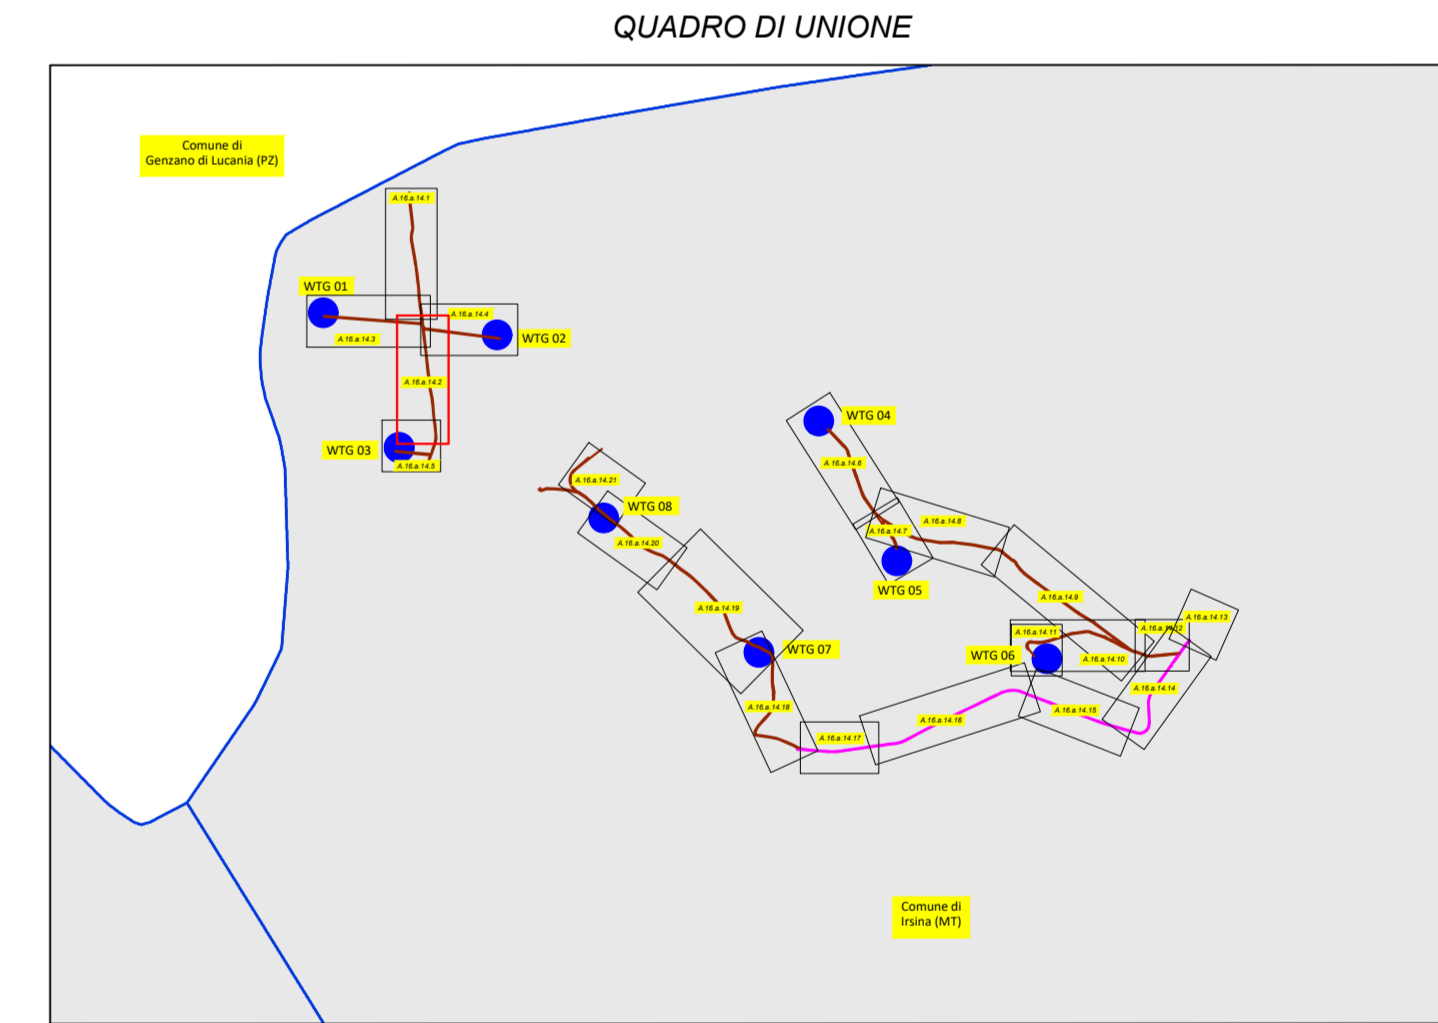 QUADRO DI UNIONE
Comune di
Genzano di Lucania (PZ)
A.16.a.14.1
WTG 01
A.16.a.14.4
A.16.a.14.3
WTG 02
A.16.a.14.2
WTG 03
A.16.a.14.5
WTG 04
A.16.a.14.6
A.16.a.14.21
WTG 08
A.16.a.14.20
A.16.a.14.8
A.16.a.14.7
WTG 05
A.16.a.14.19
A.16.a.14.9
A.16.a.14.13
A.16.a.14.11
A.16.a.14.12
WTG 07
WTG 06
A.16.a.14.10
A.16.a.14.14
A.16.a.14.18
A.16.a.14.15
A.16.a.14.16
A.16.a.14.17
Comune di
Irsina (MT)